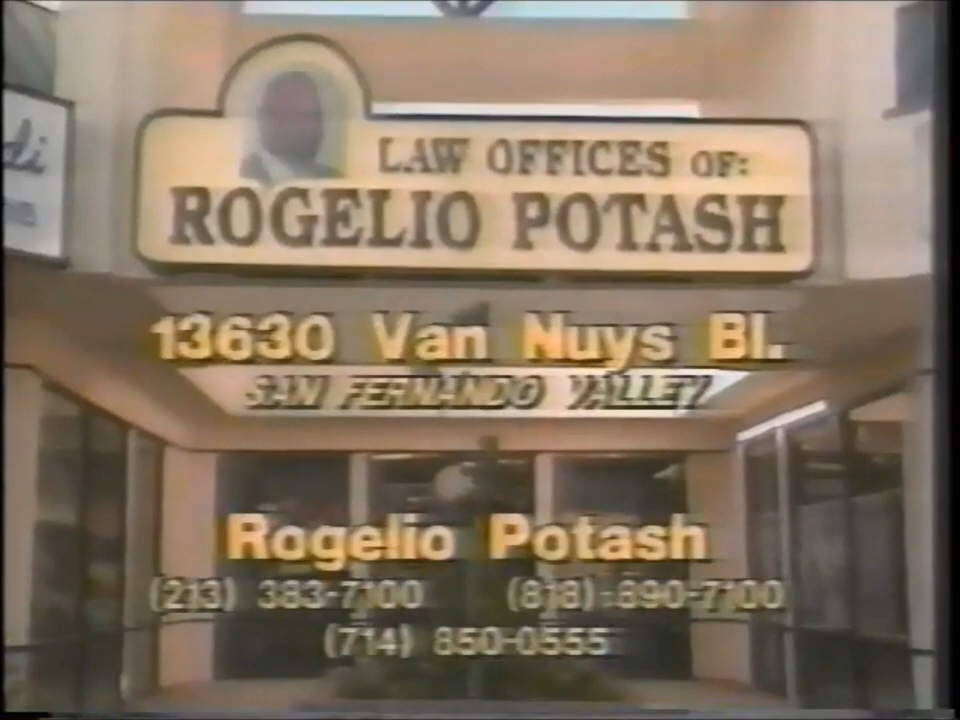 LAW OFFICES OF:
ROGELIO POTASH
13630 Van Nuys Bl.
SAN FERNANDO VALLEY
Rogelio Potash
(213) 383-7100 (818) 890-7100
(714) 850-0555